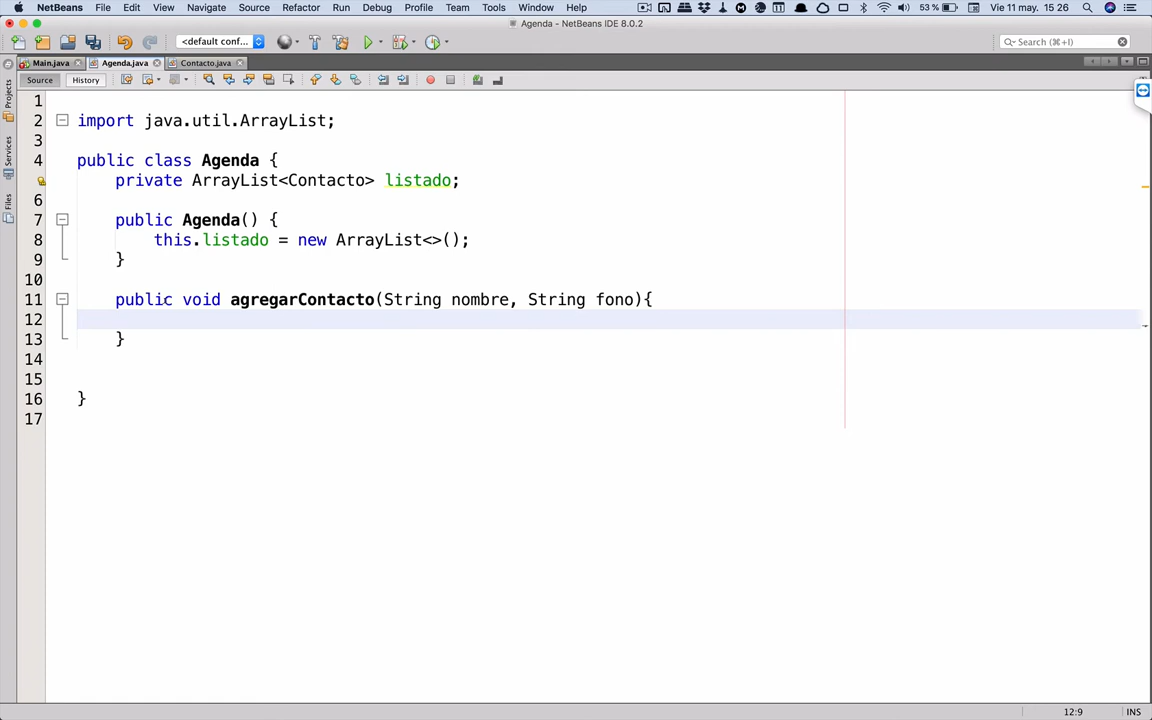 NetBeans File Edit View Navigate Source Refactor Run Debug Profile Team Tools Window Help 53 % Vie 11 may. 15 26
Agenda - NetBeans IDE 8.0.2
<default conf... Search (⌘+I)
Main.java Agenda.java Contacto.java
Source History
Projects
Services
Files
1
2 import java.util.ArrayList;
3
4 public class Agenda {
private ArrayList<Contacto> listado;
6
7 public Agenda() {
8 this.listado = new ArrayList<>();
9 }
10
11 public void agregarContacto(String nombre, String fono){
12
13 }
14
15
16 }
17
12:9 INS